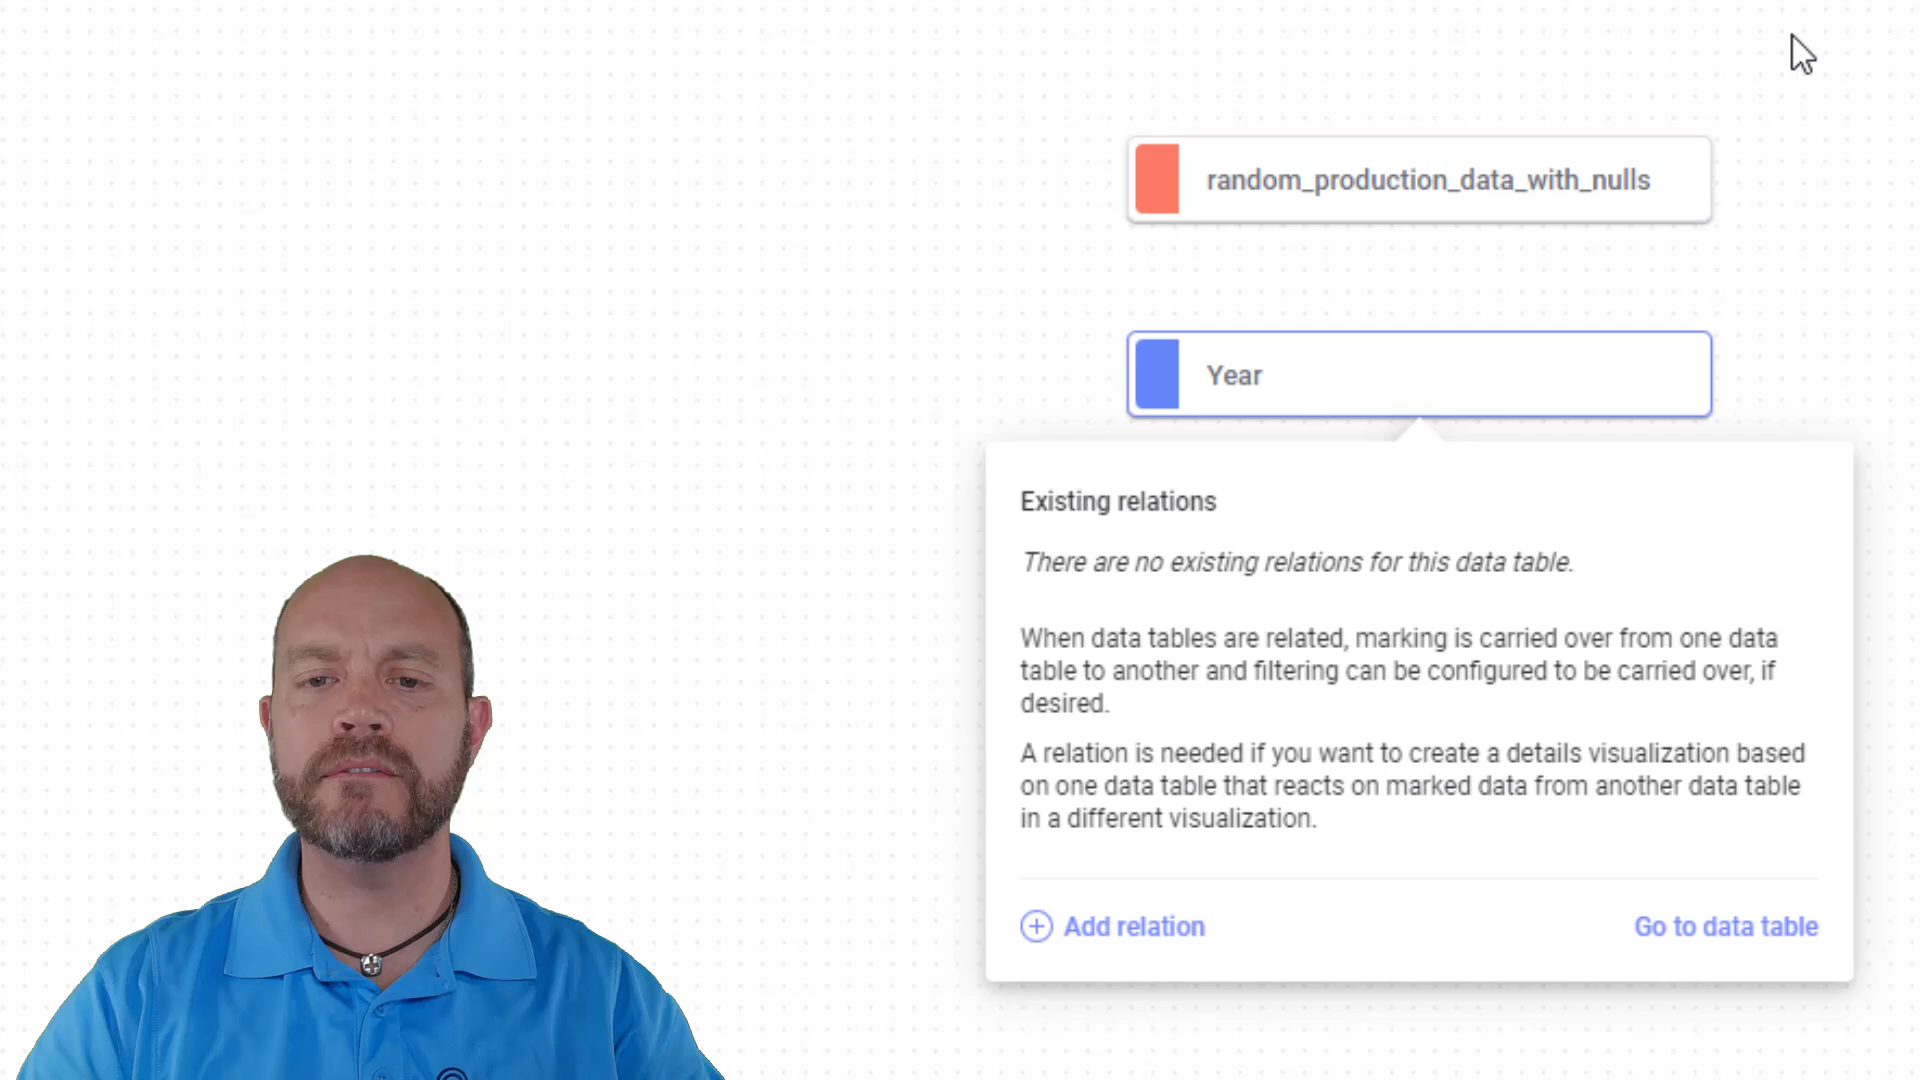 random_production_data_with_nulls
Year
Existing relations
There are no existing relations for this data table.
When data tables are related, marking is carried over from one data
table to another and filtering can be configured to be carried over, if
desired.
A relation is needed if you want to create a details visualization based
on one data table that reacts on marked data from another data table
in a different visualization.
Add relation
Go to data table